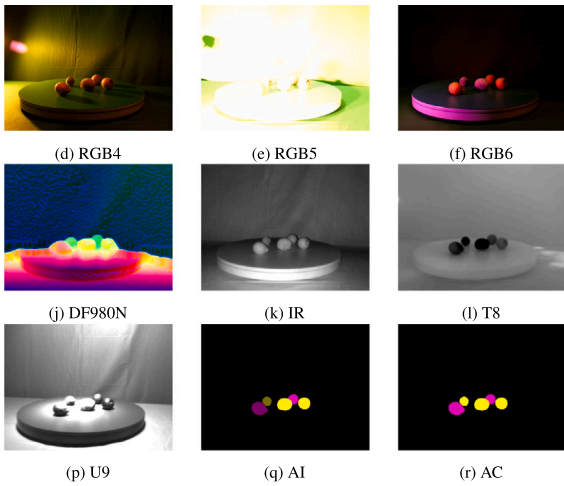 (d) RGB4
(e) RGB5
(f) RGB6
(j) DF980N
(k) IR
(l) T8
(p) U9
(q) AI
(r) AC